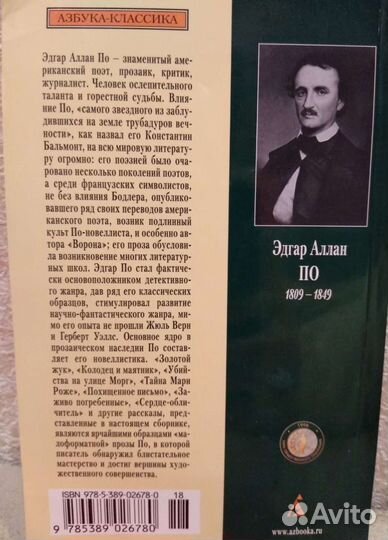 АЗБУКА-КЛАССИКА
Эдгар Аллан По – знаменитый аме-
риканский поэт, прозаик, критик,
журналист. Человек ослепительного
таланта и горестной судьбы. Влия-
ние По, «самого звездного из заблу-
дившихся на земле трубадуров веч-
ности», как назвал его Константин
Бальмонт, на всю мировую литерату-
ру огромно: его поэзией было оча-
ровано несколько поколений поэтов,
а среди французских символистов,
не без влияния Бодлера, опублико-
вавшего ряд своих переводов амери-
канского поэта, возник подлинный
культ По-новеллиста, и особенно ав-
тора «Ворона»; его проза обуслови-
ла возникновение многих литератур-
ных школ. Эдгар По стал фактиче-
ски основоположником детективно-
го жанра, дав ряд его классических
образцов, стимулировал развитие
научно-фантастического жанра, ми-
мо его опыта не прошли Жюль Верн
и Герберт Уэллс. Основное ядро в
прозаическом наследии По состав-
ляет его новеллистика. «Золотой
жук», «Колодец и маятник», «Убий-
ства на улице Морг», «Тайна Мари
Роже», «Похищенное письмо», «За-
живо погребенные», «Сердце-обли-
читель» и другие рассказы, пред-
ставленные в настоящем сборнике,
являются ярчайшими образцами «ма-
лоформатной» прозы По, в которой
писатель обнаружил блистательное
мастерство и достиг вершины худо-
жественного совершенства.
ISBN 978-5-389-02678-0
18
9 785389 026780
Эдгар Аллан
ПО
1809 – 1849
www.azbooka.ru
Avito